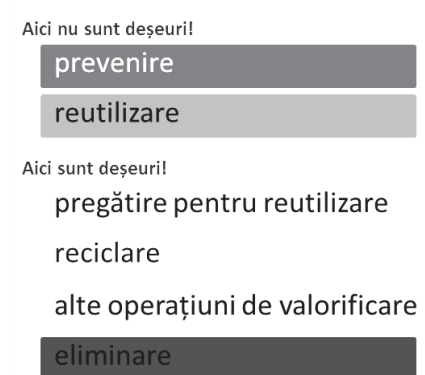 Aici nu sunt deșeuri!
prevenire
reutilizare
Aici sunt deșeuri!
pregătire pentru reutilizare
reciclare
alte operațiuni de valorificare
eliminare